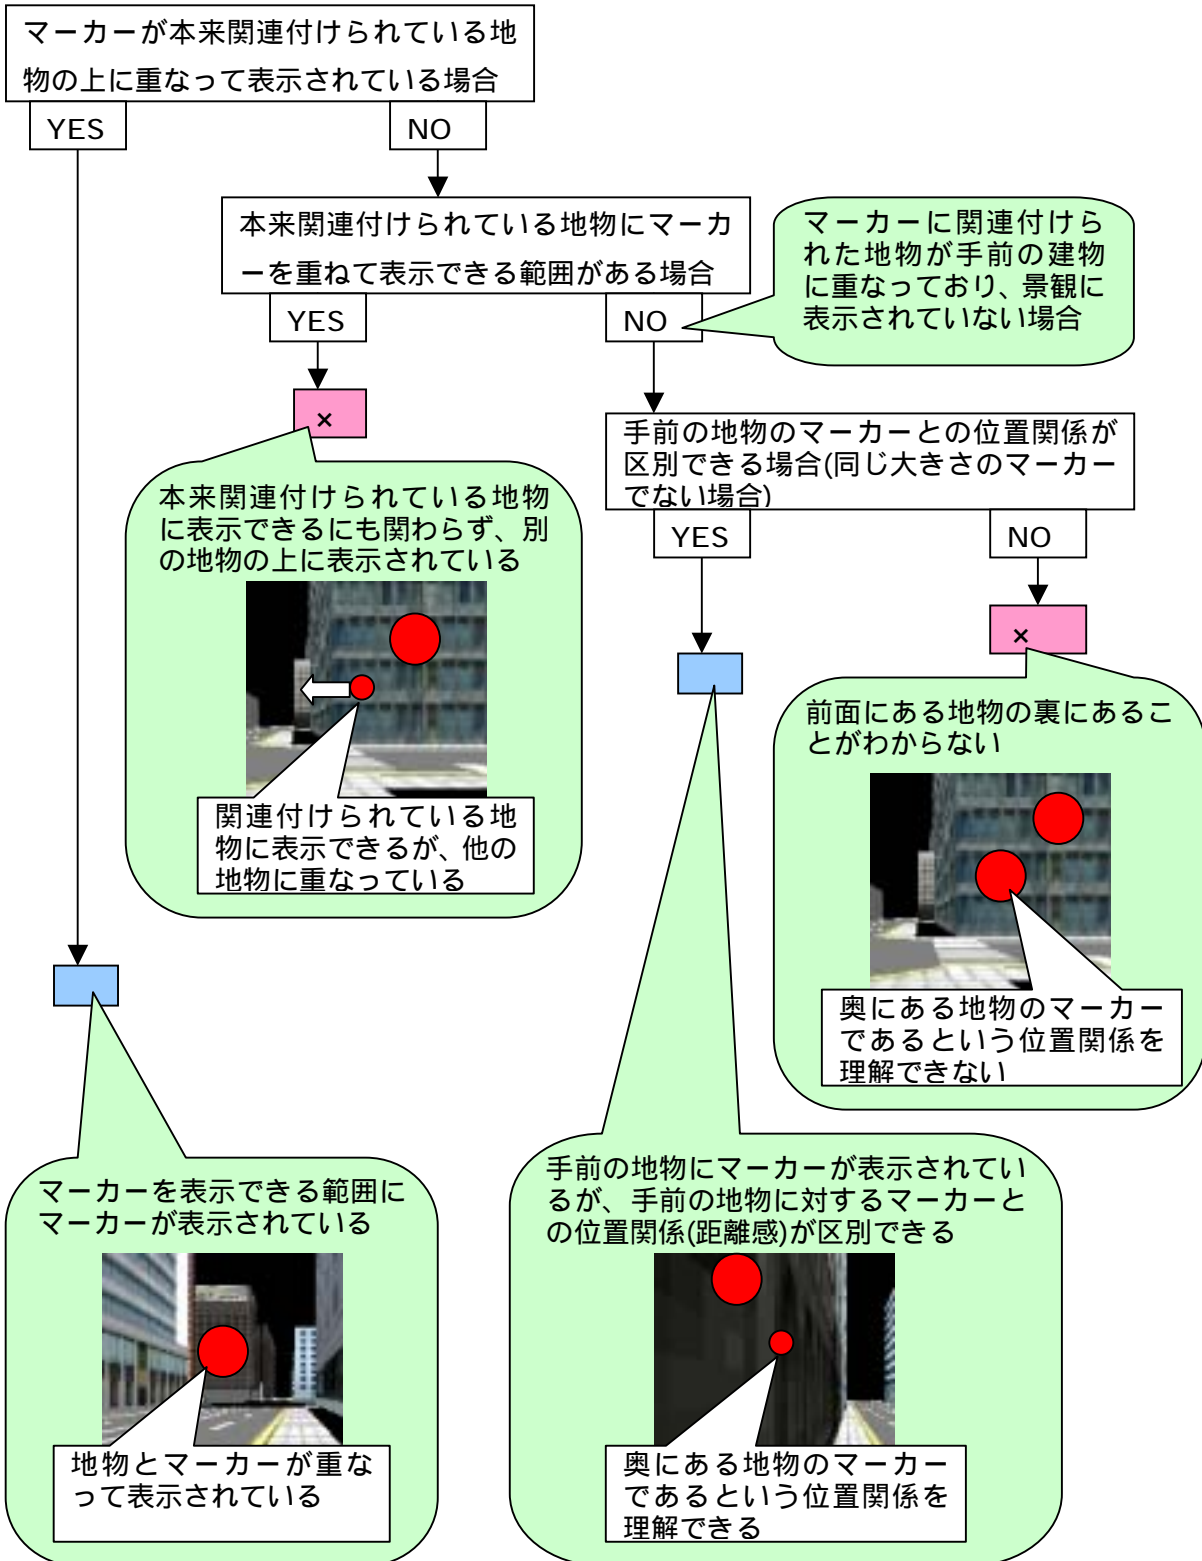 マーカーが本来関連付けられている地
物の上に重なって表示されている場合
YES
NO
本来関連付けられている地物にマーカ
ーを重ねて表示できる範囲がある場合
YES
NO
マーカーに関連付けら
れた地物が手前の建物
に重なっており、景観に
表示されていない場合
×
本来関連付けられている地物
に表示できるにも関わらず、別
の地物の上に表示されている
関連付けられている地
物に表示できるが、他の
地物に重なっている
手前の地物のマーカーとの位置関係が
区別できる場合(同じ大きさのマーカー
でない場合)
YES
NO
×
前面にある地物の裏にあるこ
とがわからない
奥にある地物のマーカー
であるという位置関係を
理解できない
マーカーを表示できる範囲に
マーカーが表示されている
地物とマーカーが重な
って表示されている
手前の地物にマーカーが表示されてい
るが、手前の地物に対するマーカーと
の位置関係(距離感)が区別できる
奥にある地物のマーカー
であるという位置関係を
理解できる